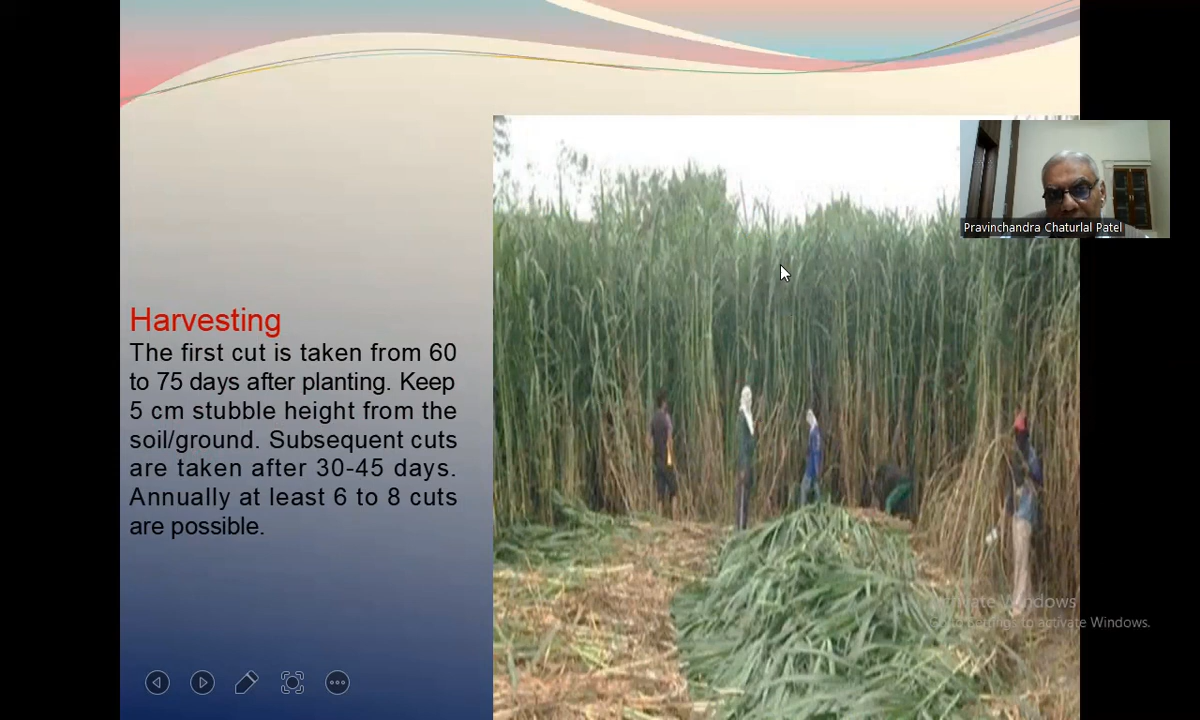 Pravinchandra Chaturlal Patel
Harvesting
The first cut is taken from 60
to 75 days after planting. Keep
5 cm stubble height from the
soil/ground. Subsequent cuts
are taken after 30-45 days.
Annually at least 6 to 8 cuts
are possible.
Activate Windows
Go to Settings to activate Windows.